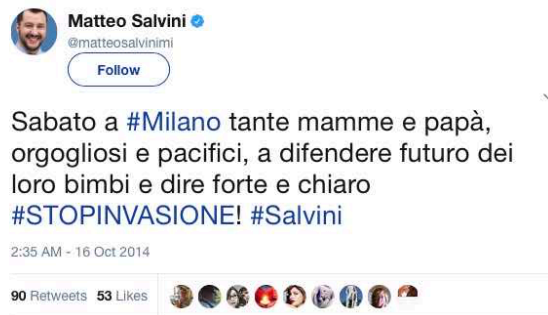 Matteo Salvini
@matteosalvinimi
Follow
Sabato a #Milano tante mamme e papà,
orgogliosi e pacifici, a difendere futuro dei
loro bimbi e dire forte e chiaro
#STOPINVASIONE! #Salvini
2:35 AM - 16 Oct 2014
90 Retweets 53 Likes